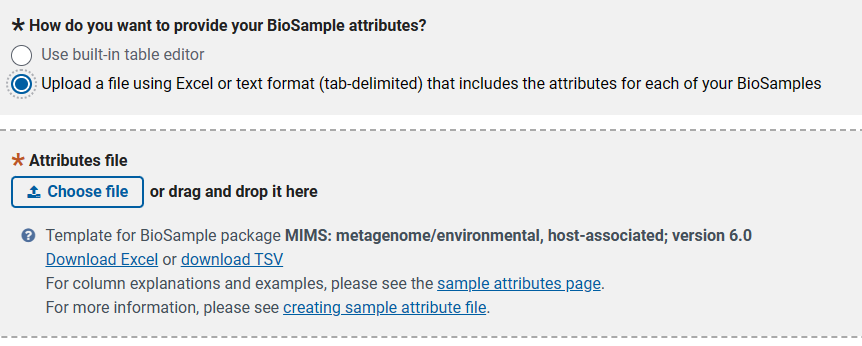 * How do you want to provide your BioSample attributes?
Use built-in table editor
Upload a file using Excel or text format (tab-delimited) that includes the attributes for each of your BioSamples
* Attributes file
Choose file or drag and drop it here
? Template for BioSample package MIMS: metagenome/environmental, host-associated; version 6.0
Download Excel or download TSV
For column explanations and examples, please see the sample attributes page.
For more information, please see creating sample attribute file.